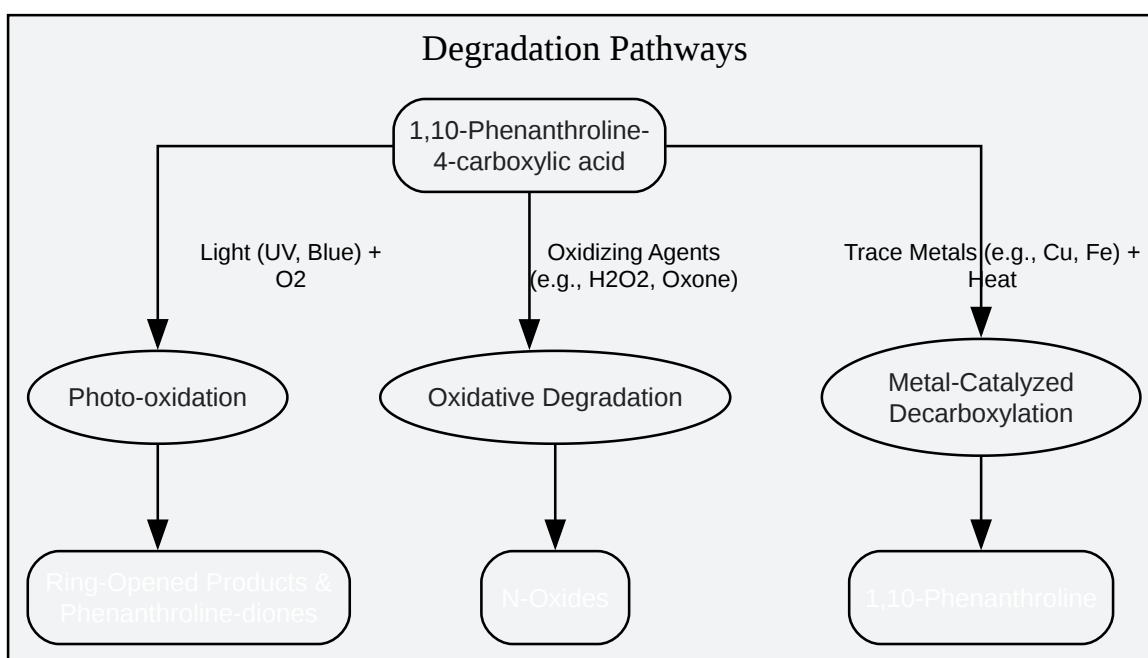 Degradation Pathways
1,10-Phenanthroline-
4-carboxylic acid
Light (UV, Blue) +
O2
Oxidizing Agents
(e.g., H2O2, Oxone)
Trace Metals (e.g., Cu, Fe) +
Heat
Photo-oxidation
Oxidative Degradation
Metal-Catalyzed
Decarboxylation
Ring-Opened Products &
Phenanthroline-diones
N-Oxides
1,10-Phenanthroline